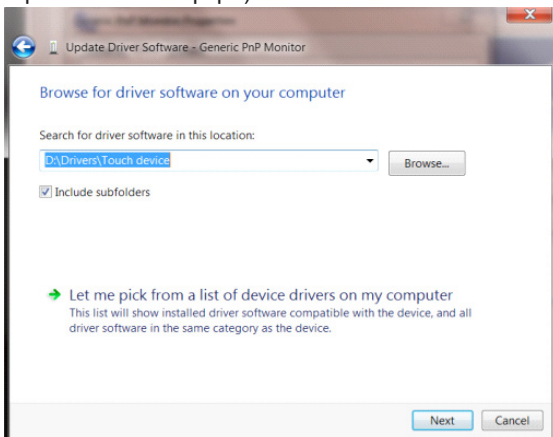 Update Driver Software - Generic PnP Monitor
Browse for driver software on your computer
Search for driver software in this location:
D:\Drivers\Touch device
Browse...
Include subfolders
Let me pick from a list of device drivers on my computer
This list will show installed driver software compatible with the device, and all
driver software in the same category as the device.
Next
Cancel